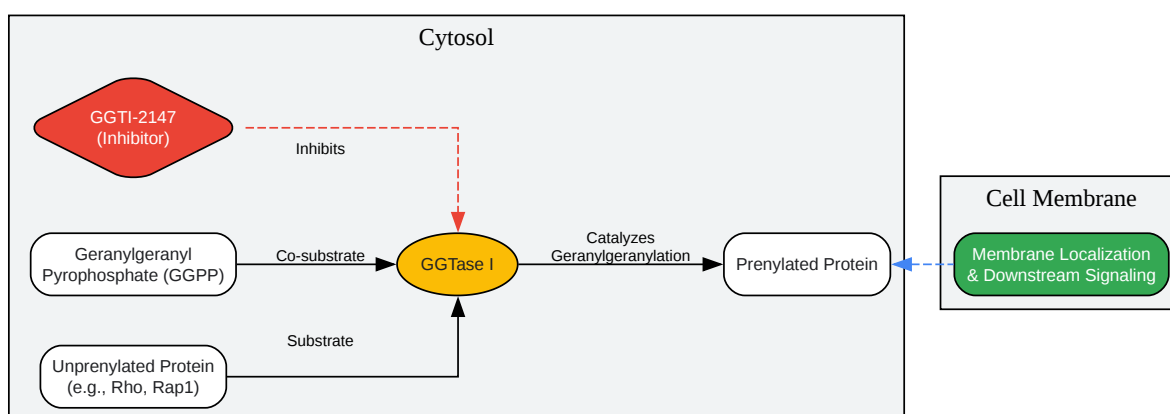 Cytosol
GGTI-2147
(Inhibitor)
Inhibits
Geranylgeranyl
Pyrophosphate (GGPP)
Co-substrate
GGTase I
Catalyzes
Geranylgeranylation
Prenylated Protein
Substrate
Unprenylated Protein
(e.g., Rho, Rap1)
Cell Membrane
Membrane Localization
& Downstream Signaling